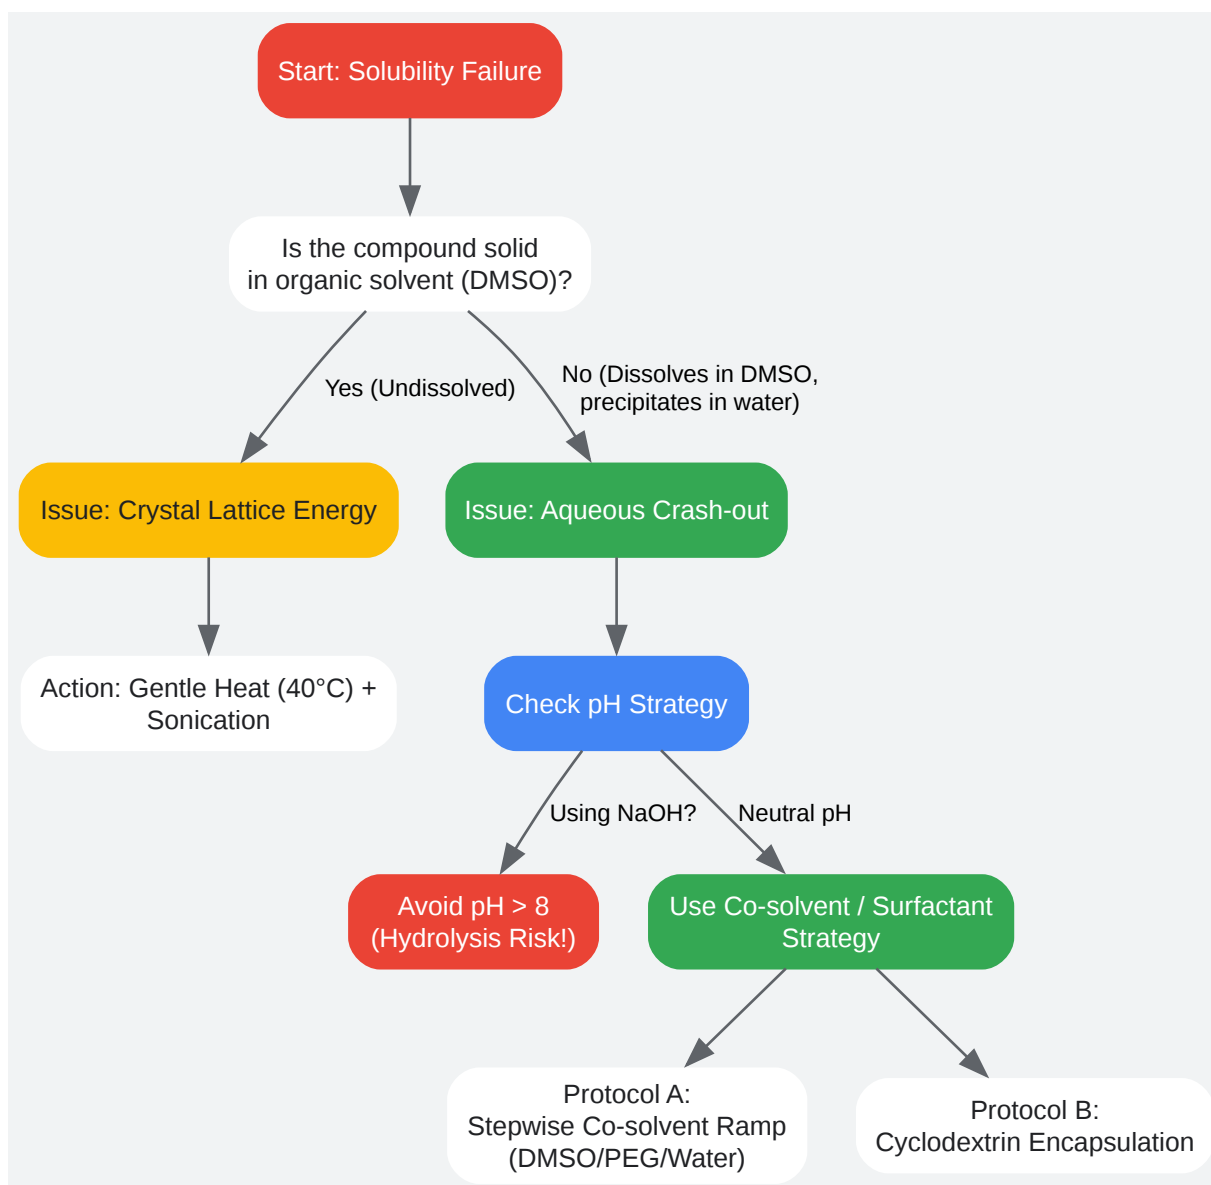 Start: Solubility Failure
Is the compound solid
in organic solvent (DMSO)?
Yes (Undissolved)
No (Dissolves in DMSO,
precipitates in water)
Issue: Crystal Lattice Energy
Issue: Aqueous Crash-out
Action: Gentle Heat (40°C) +
Sonication
Check pH Strategy
Using NaOH?
Neutral pH
Avoid pH > 8
(Hydrolysis Risk!)
Use Co-solvent / Surfactant
Strategy
Protocol A:
Stepwise Co-solvent Ramp
(DMSO/PEG/Water)
Protocol B:
Cyclodextrin Encapsulation